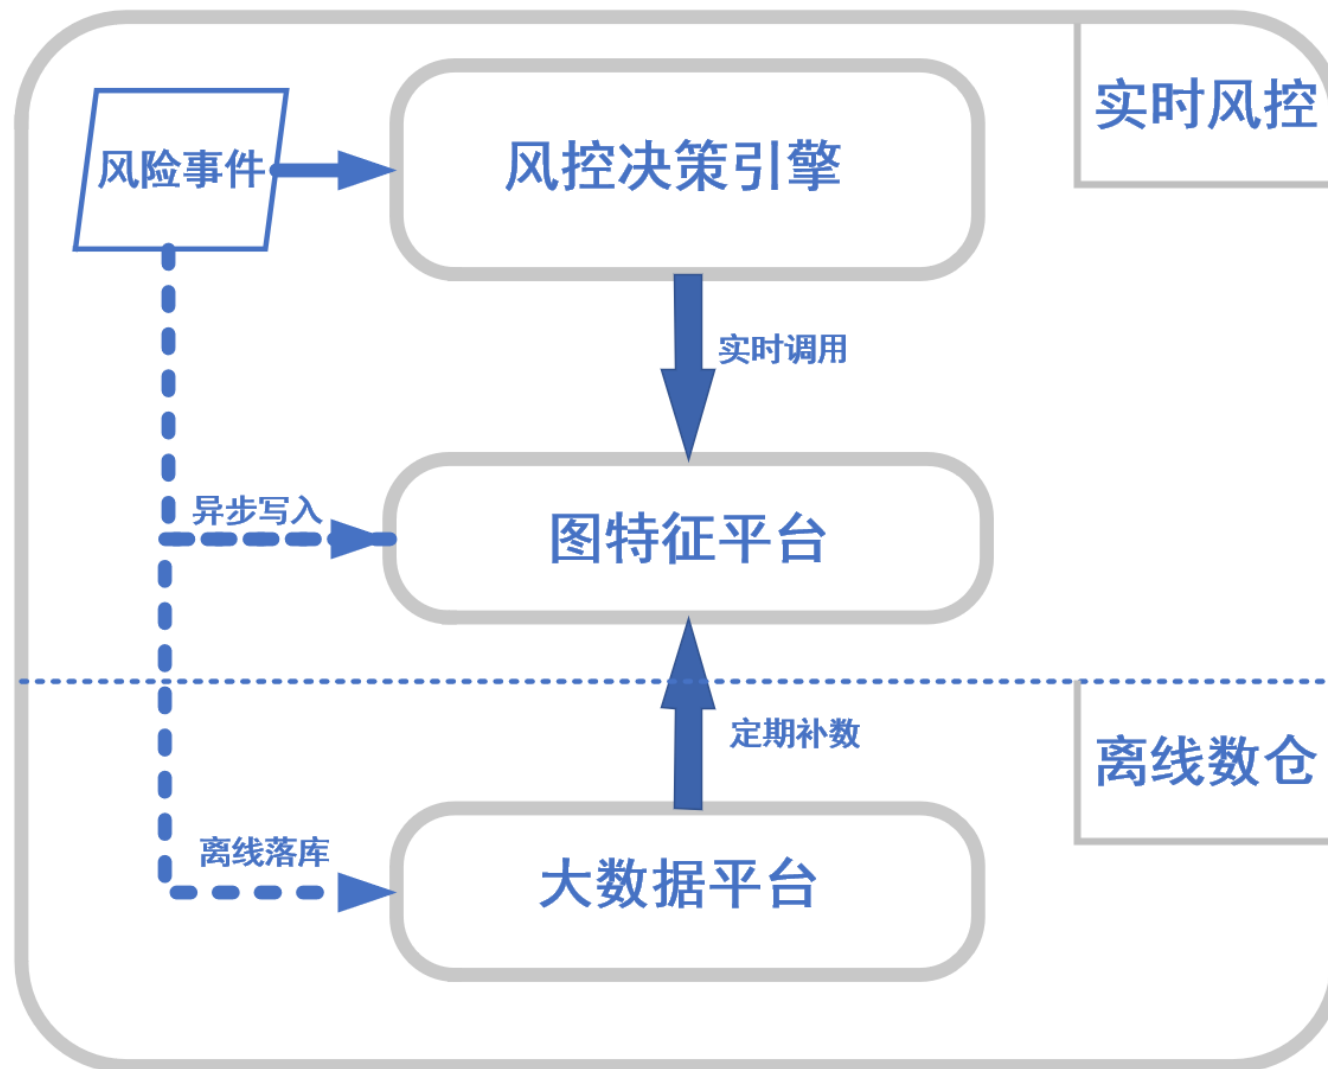 实时风控
风险事件
风控决策引擎
实时调用
异步写入
图特征平台
定期补数
离线数仓
离线落库
大数据平台